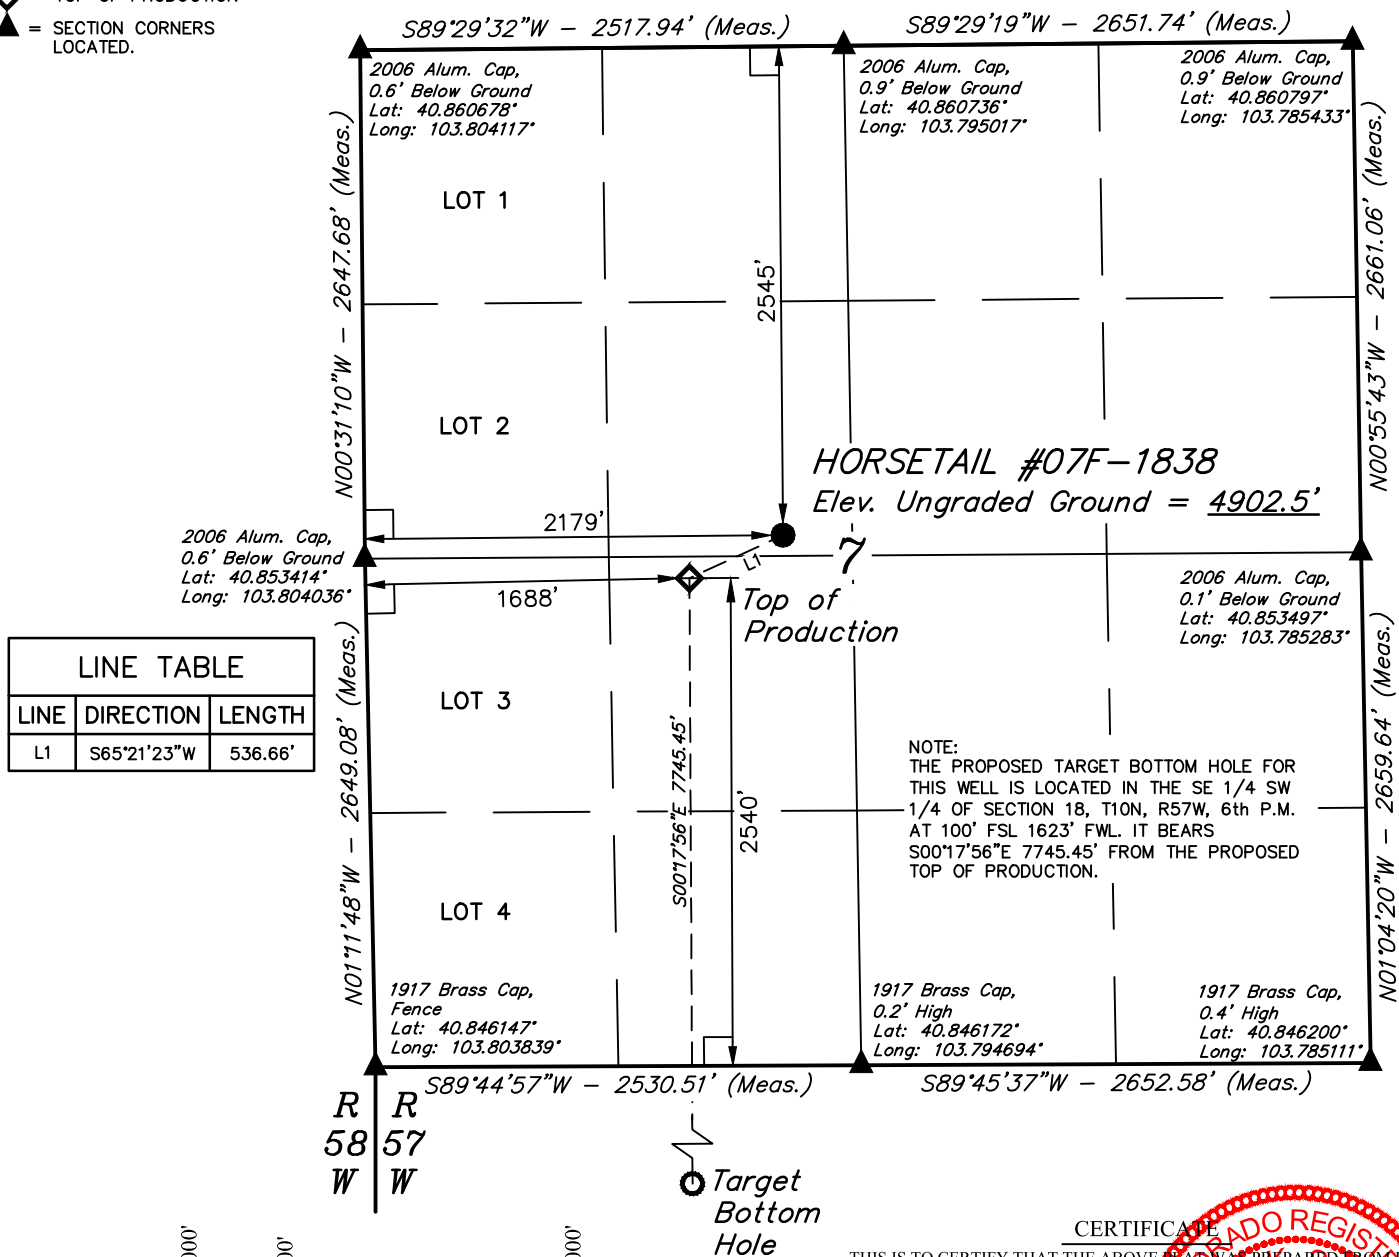 = SECTION CORNERS
LOCATED.
S89°29'32"W - 2517.94' (Meas.)
S89°29'19"W - 2651.74' (Meas.)
2006 Alum. Cap,
0.6' Below Ground
Lat: 40.860678°
Long: 103.804117°
2006 Alum. Cap,
0.9' Below Ground
Lat: 40.860736°
Long: 103.795017°
2006 Alum. Cap,
0.9' Below Ground
Lat: 40.860797°
Long: 103.785433°
N00°31'10"W - 2647.68' (Meas.)
N00°55'43"W - 2661.06' (Meas.)
LOT 1
2545'
LOT 2
HORSETAIL #07F-1838
Elev. Ungraded Ground = 4902.5'
2179'
L1
7
2006 Alum. Cap,
0.6' Below Ground
Lat: 40.853414°
Long: 103.804036°
1688'
Top of
Production
2006 Alum. Cap,
0.1' Below Ground
Lat: 40.853497°
Long: 103.785283°
LINE TABLE
LINE DIRECTION LENGTH
L1 S65°21'23"W 536.66'
N01°11'48"W - 2649.08' (Meas.)
N01°04'20"W - 2659.64' (Meas.)
LOT 3
S00°17'56"E 7745.45'
2540'
NOTE:
THE PROPOSED TARGET BOTTOM HOLE FOR
THIS WELL IS LOCATED IN THE SE 1/4 SW
1/4 OF SECTION 18, T10N, R57W, 6th P.M.
AT 100' FSL 1623' FWL. IT BEARS
S00°17'56"E 7745.45' FROM THE PROPOSED
TOP OF PRODUCTION.
LOT 4
1917 Brass Cap,
Fence
Lat: 40.846147°
Long: 103.803839°
1917 Brass Cap,
0.2' High
Lat: 40.846172°
Long: 103.794694°
1917 Brass Cap,
0.4' High
Lat: 40.846200°
Long: 103.785111°
S89°44'57"W - 2530.51' (Meas.)
S89°45'37"W - 2652.58' (Meas.)
R R
58 57
W W
Target
Bottom
Hole
CERTIFICATE